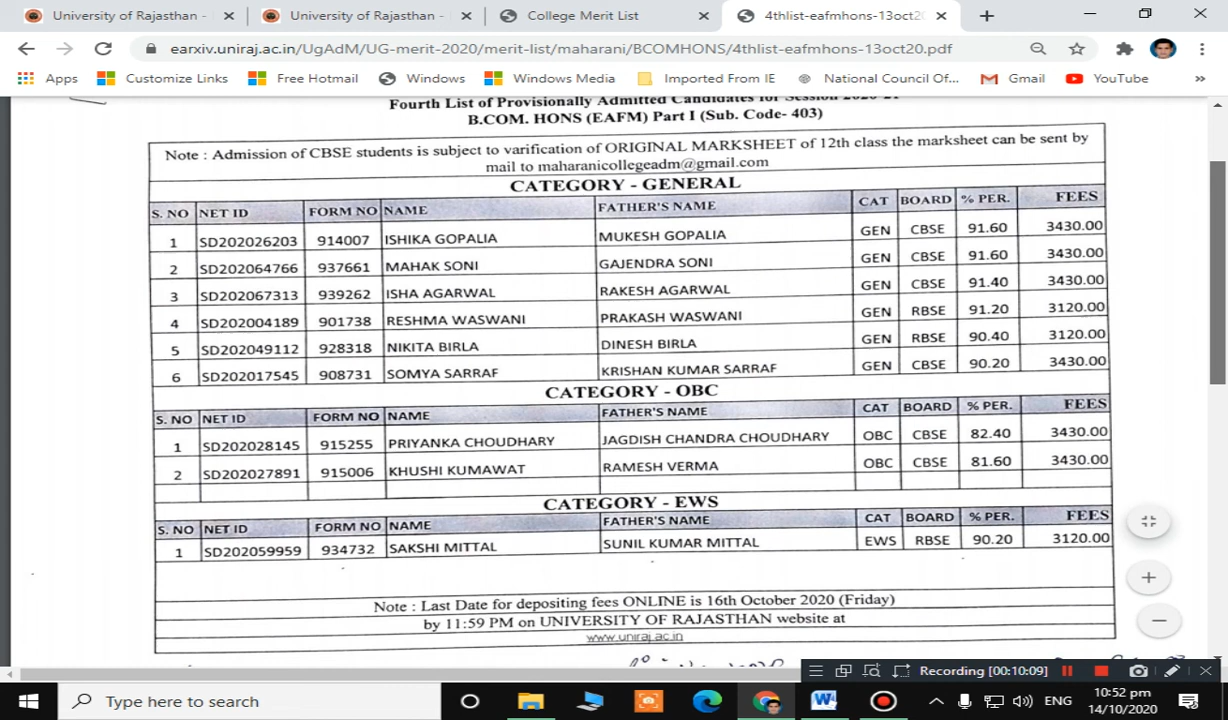 University of Rajasthan - × University of Rajasthan - × College Merit List × 4thlist-eafmhons-13oct20.pdf × +
earxiv.uniraj.ac.in/UgAdM/UG-merit-2020/merit-list/maharani/BCOMHONS/4thlist-eafmhons-13oct20.pdf
Apps Customize Links Free Hotmail Windows Windows Media Imported From IE National Council Of... Gmail YouTube »
Fourth List of Provisionally Admitted Candidates for Session 2020-21
B.COM. HONS (EAFM) Part I (Sub. Code- 403)
Note : Admission of CBSE students is subject to varification of ORIGINAL MARKSHEET of 12th class the marksheet can be sent by
mail to maharanicollegeadm@gmail.com
CATEGORY - GENERAL
S. NO NET ID FORM NO NAME FATHER'S NAME CAT BOARD % PER. FEES
1 SD202026203 914007 ISHIKA GOPALIA MUKESH GOPALIA GEN CBSE 91.60 3430.00
2 SD202064766 937661 MAHAK SONI GAJENDRA SONI GEN CBSE 91.60 3430.00
3 SD202067313 939262 ISHA AGARWAL RAKESH AGARWAL GEN CBSE 91.40 3430.00
4 SD202004189 901738 RESHMA WASWANI PRAKASH WASWANI GEN RBSE 91.20 3120.00
5 SD202049112 928318 NIKITA BIRLA DINESH BIRLA GEN RBSE 90.40 3120.00
6 SD202017545 908731 SOMYA SARRAF KRISHAN KUMAR SARRAF GEN CBSE 90.20 3430.00
CATEGORY - OBC
S. NO NET ID FORM NO NAME FATHER'S NAME CAT BOARD % PER. FEES
1 SD202028145 915255 PRIYANKA CHOUDHARY JAGDISH CHANDRA CHOUDHARY OBC CBSE 82.40 3430.00
2 SD202027891 915006 KHUSHI KUMAWAT RAMESH VERMA OBC CBSE 81.60 3430.00
CATEGORY - EWS
S. NO NET ID FORM NO NAME FATHER'S NAME CAT BOARD % PER. FEES
1 SD202059959 934732 SAKSHI MITTAL SUNIL KUMAR MITTAL EWS RBSE 90.20 3120.00
Note : Last Date for depositing fees ONLINE is 16th October 2020 (Friday)
by 11:59 PM on UNIVERSITY OF RAJASTHAN website at
www.uniraj.ac.in
Recording [00:10:09]
Type here to search ENG 10:52 pm
14/10/2020